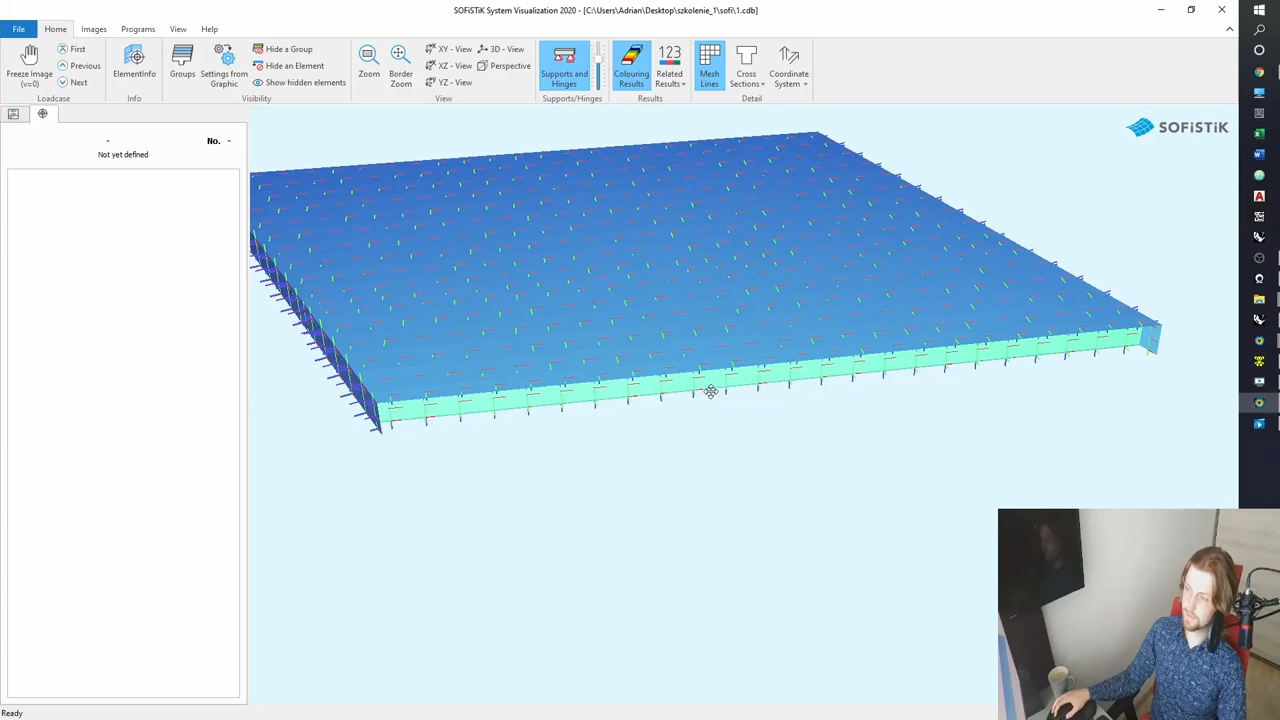 SOFiSTiK System Visualization 2020 - [C:\Users\Adrian\Desktop\szkolenie_1\sofi\1.cdb]
File
Home
Images
Programs
View
Help
Freeze Image (v=0)
First
Previous
Next
Loadcase
ElementInfo
Info
Groups
Settings from Graphic
Hide a Group
Hide an Element
Show hidden elements
Visibility
Zoom
Border Zoom
XY - View
XZ - View
YZ - View
3D - View
Perspective
View
Supports and Hinges
Supports/Hinges
Colouring Results
123
Related Results
Results
Mesh Lines
Cross Sections
Coordinate System
Detail
-
No. -
Not yet defined
SOFiSTiK
Ready